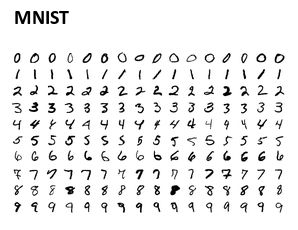 MNIST
0 0 0 0 0 0 0 0 0 0 0 0 0 0 0 0
1 1 1 1 1 1 1 1 1 1 1 1 1 1 1 1
2 2 2 2 2 2 2 2 2 2 2 2 2 2 2 2
3 3 3 3 3 3 3 3 3 3 3 3 3 3 3 3
4 4 4 4 4 4 4 4 4 4 4 4 4 4 4 4
5 5 5 5 5 5 5 5 5 5 5 5 5 5 5 5
6 6 6 6 6 6 6 6 6 6 6 6 6 6 6 6
7 7 7 7 7 7 7 7 7 7 7 7 7 7 7 7
8 8 8 8 8 8 8 8 8 8 8 8 8 8 8 8
9 9 9 9 9 9 9 9 9 9 9 9 9 9 9 9